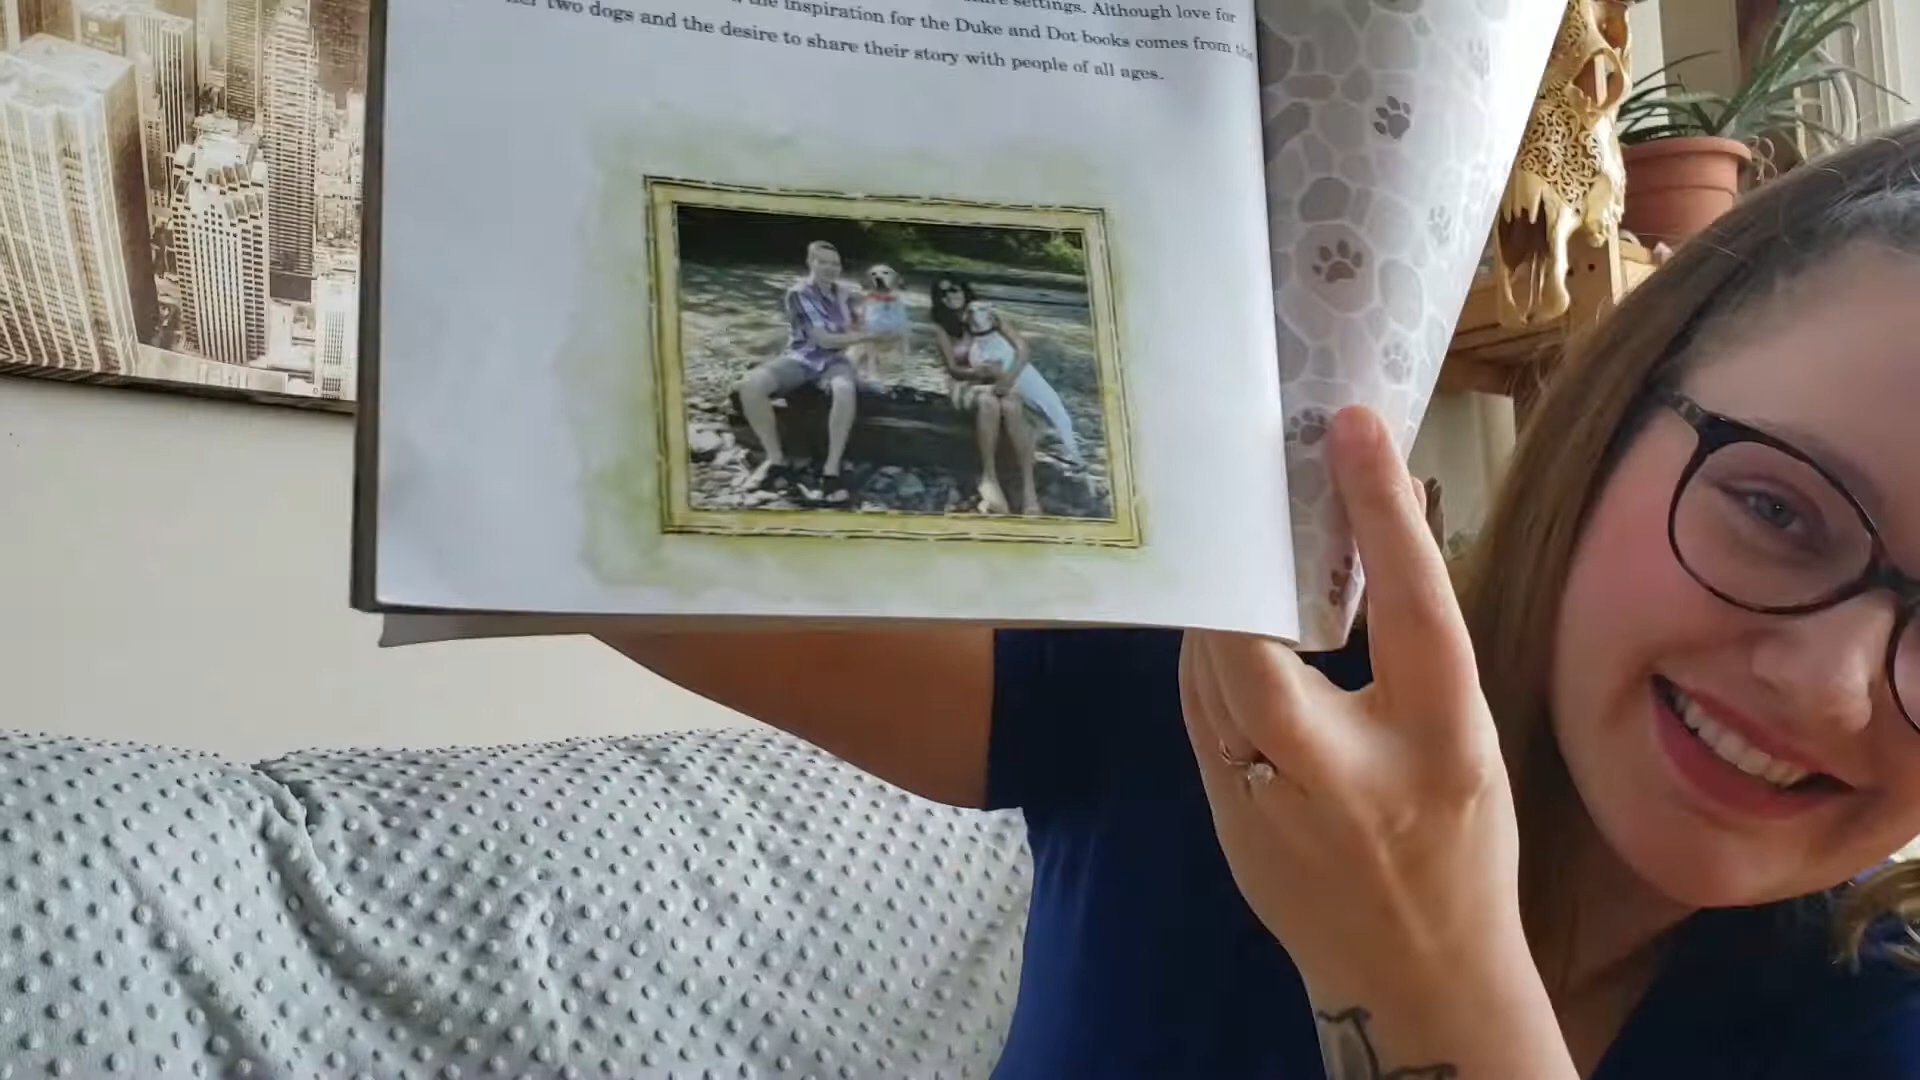 settings. Although love for
the inspiration for the Duke and Dot books comes from the
her two dogs and the desire to share their story with people of all ages.